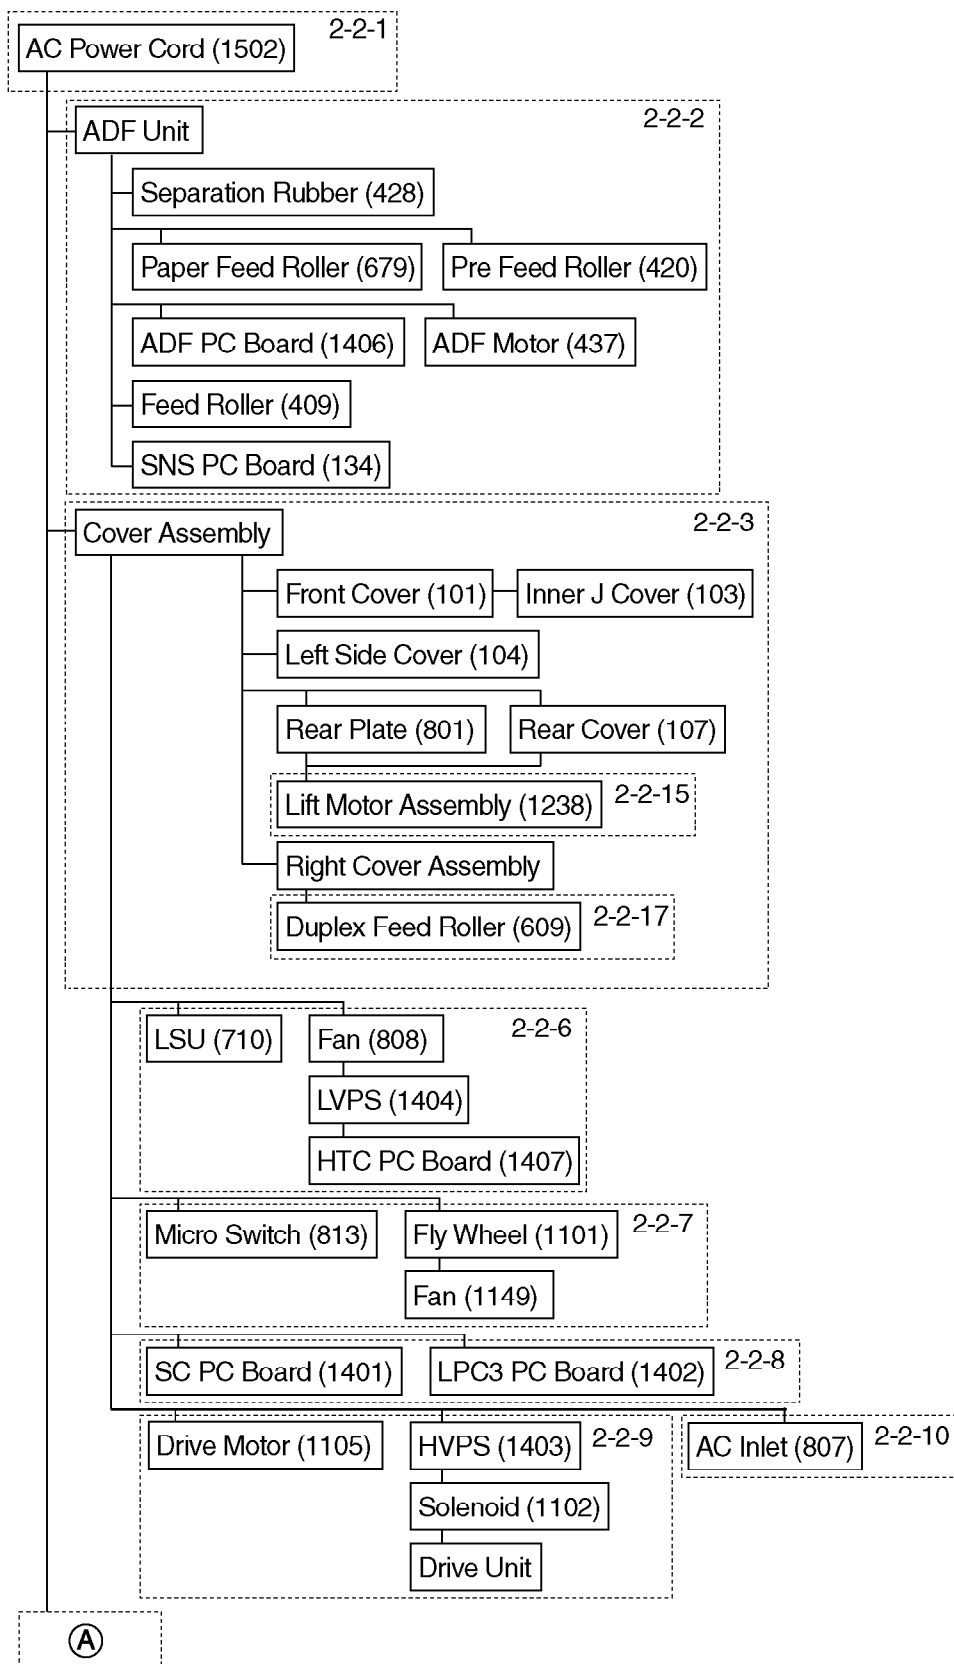 2-2-1
AC Power Cord (1502)
2-2-2
ADF Unit
Separation Rubber (428)
Paper Feed Roller (679)
Pre Feed Roller (420)
ADF PC Board (1406)
ADF Motor (437)
Feed Roller (409)
SNS PC Board (134)
2-2-3
Cover Assembly
Front Cover (101)
Inner J Cover (103)
Left Side Cover (104)
Rear Plate (801)
Rear Cover (107)
Lift Motor Assembly (1238)
2-2-15
Right Cover Assembly
Duplex Feed Roller (609)
2-2-17
LSU (710)
Fan (808)
2-2-6
LVPS (1404)
HTC PC Board (1407)
Micro Switch (813)
Fly Wheel (1101)
2-2-7
Fan (1149)
SC PC Board (1401)
LPC3 PC Board (1402)
2-2-8
Drive Motor (1105)
HVPS (1403)
2-2-9
AC Inlet (807)
2-2-10
Solenoid (1102)
Drive Unit
A